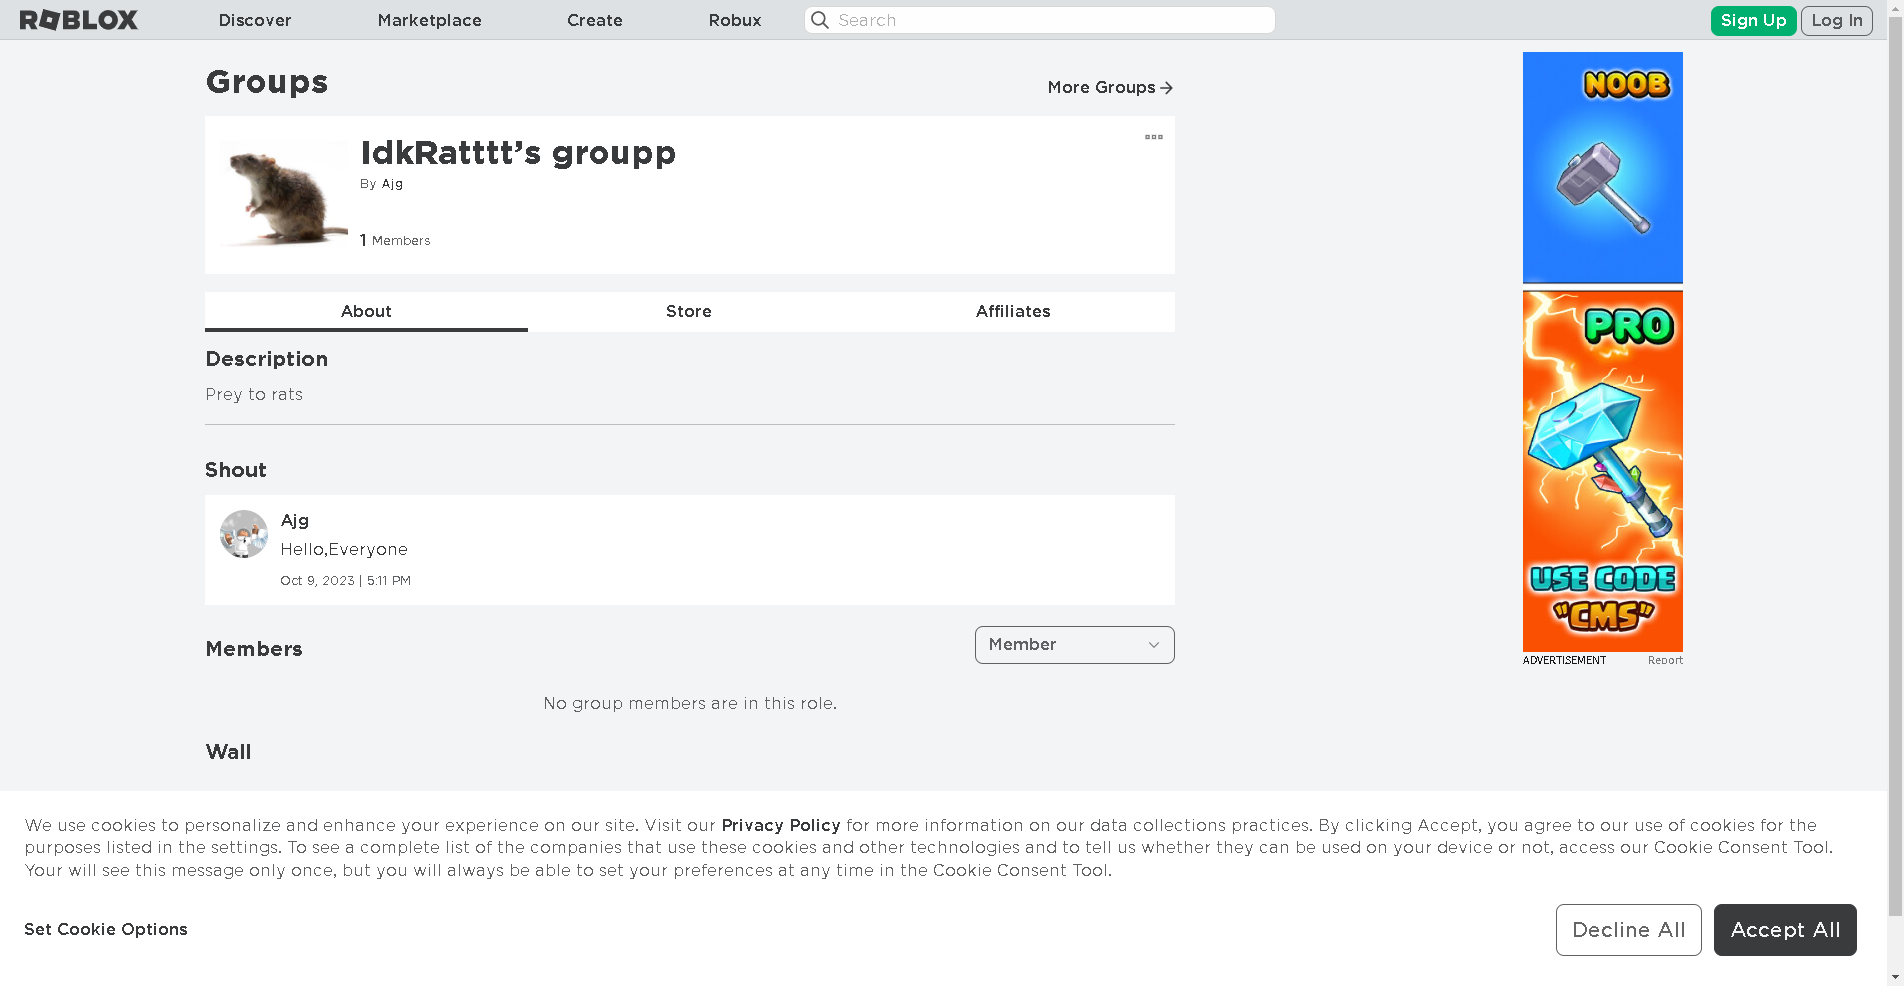 ROBLOX
Discover
Marketplace
Create
Robux
Search
Sign Up
Log In
Groups
More Groups
IdkRatttt's groupp
By Ajg
1 Members
About
Store
Affiliates
Description
Prey to rats
Shout
Ajg
Hello,Everyone
Oct 9, 2023 | 5:11 PM
Members
Member
No group members are in this role.
Wall
NOOB
PRO
USE CODE
"CMS"
ADVERTISEMENT
Report
We use cookies to personalize and enhance your experience on our site. Visit our Privacy Policy for more information on our data collections practices. By clicking Accept, you agree to our use of cookies for the
purposes listed in the settings. To see a complete list of the companies that use these cookies and other technologies and to tell us whether they can be used on your device or not, access our Cookie Consent Tool.
Your will see this message only once, but you will always be able to set your preferences at any time in the Cookie Consent Tool.
Set Cookie Options
Decline All
Accept All